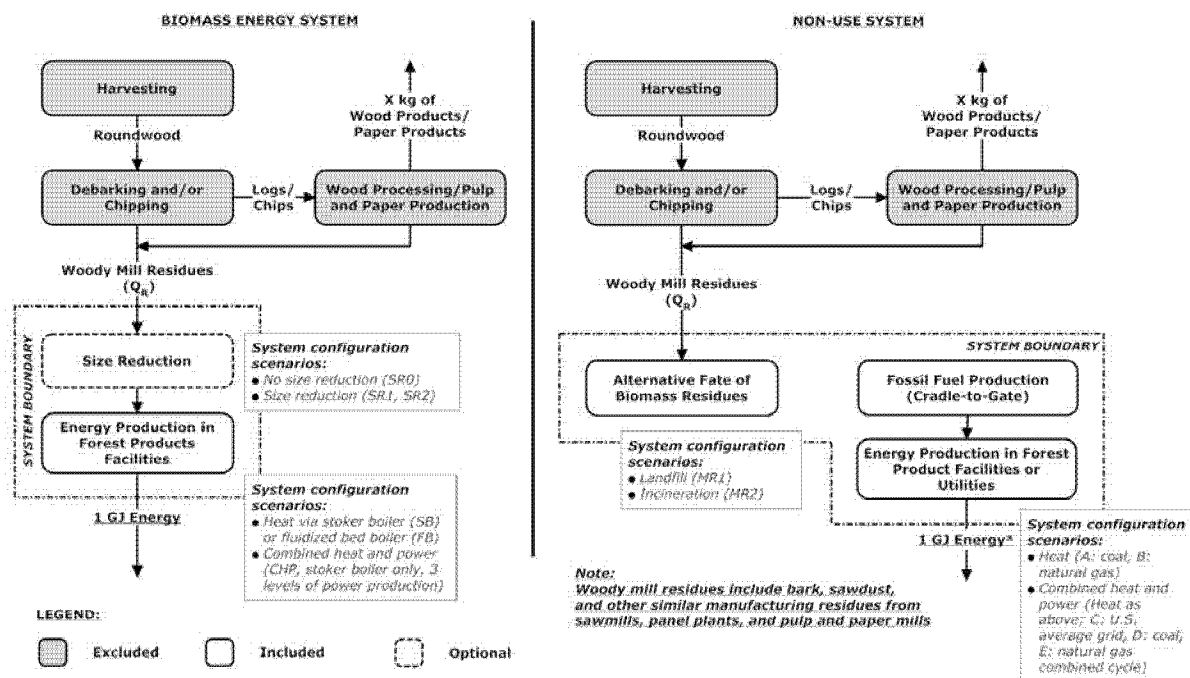 BIOMASS ENERGY SYSTEM
Harvesting
Roundwood
Debarking and/or
Chipping
Logs/
Chips
X kg of
Wood Products/
Paper Products
Wood Processing/Pulp
and Paper Production
Woody Mill Residues
(QR)
SYSTEM BOUNDARY
Size Reduction
System configuration
scenarios:
● No size reduction (SR0)
● Size reduction (SR1, SR2)
Energy Production in
Forest Products
Facilities
System configuration
scenarios:
● Heat via stoker boiler (SB)
or fluidized bed boiler (FB)
● Combined heat and power
(CHP, stoker boiler only, 3
levels of power production)
1 GJ Energy
LEGEND:
Excluded
Included
Optional
NON-USE SYSTEM
Harvesting
Roundwood
Debarking and/or
Chipping
Logs/
Chips
X kg of
Wood Products/
Paper Products
Wood Processing/Pulp
and Paper Production
Woody Mill Residues
(QR)
SYSTEM BOUNDARY
Alternative Fate of
Biomass Residues
Fossil Fuel Production
(Cradle-to-Gate)
System configuration
scenarios:
● Landfill (MR1)
● Incineration (MR2)
Energy Production in Forest
Product Facilities or
Utilities
1 GJ Energy*
System configuration
scenarios:
● Heat (A: coal, B:
natural gas)
● Combined heat and
power (Heat as
above; C: U.S.
average grid, D: coal,
E: natural gas
combined cycle)
Note:
Woody mill residues include bark, sawdust,
and other similar manufacturing residues from
sawmills, panel plants, and pulp and paper mills